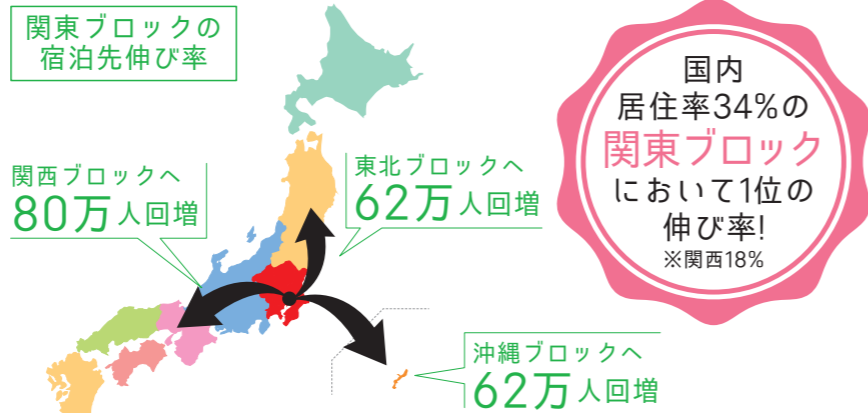 関東ブロックの
宿泊先伸び率
関西ブロックへ
80万人回増
東北ブロックへ
62万人回増
沖縄ブロックへ
62万人回増
国内
居住率34%の
関東ブロック
において1位の
伸び率!
※関西18%